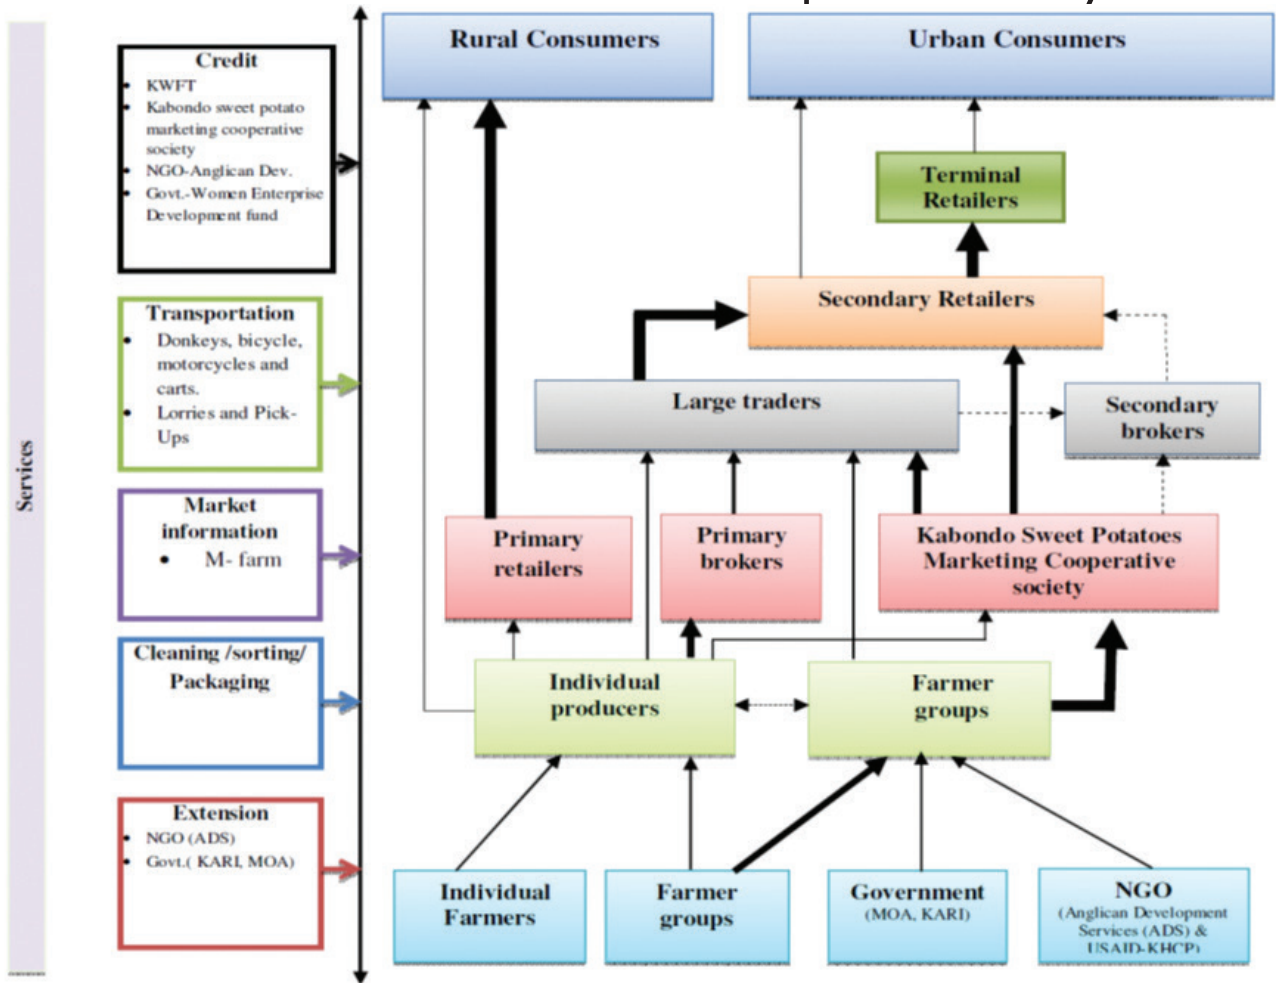 Services
Credit
• KWFT
• Kabondo sweet potato
marketing cooperative
society
• NGO-Anglican Dev.
• Govt.-Women Enterprise
Development fund
Transportation
• Donkeys, bicycle,
motorcycles and
carts.
• Lorries and Pick-
Ups
Market
information
• M- farm
Cleaning /sorting/
Packaging
Extension
• NGO (ADS)
• Govt.( KARI, MOA)
Rural Consumers
Urban Consumers
Terminal
Retailers
Secondary Retailers
Large traders
Secondary
brokers
Primary
retailers
Primary
brokers
Kabondo Sweet Potatoes
Marketing Cooperative
society
Individual
producers
Farmer
groups
Individual
Farmers
Farmer
groups
Government
(MOA, KARI)
NGO
(Anglican Development
Services (ADS) &
USAID-KHCP)